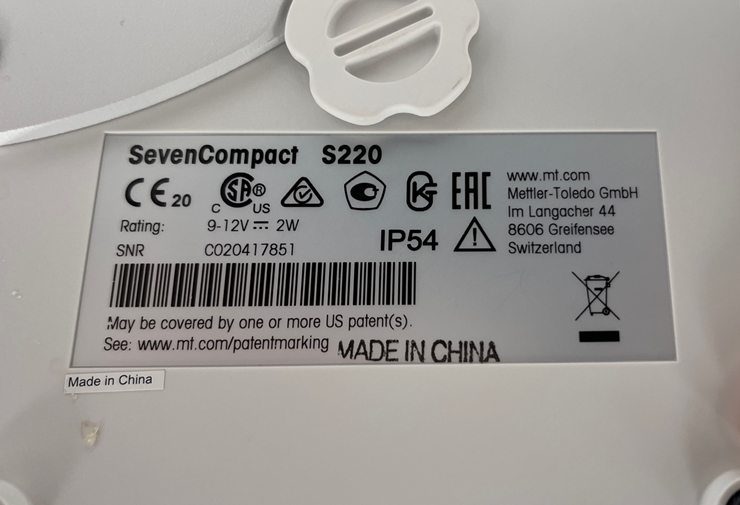 SevenCompact S220
CE 20
C SA® US
EAC
www.mt.com
Mettler-Toledo GmbH
Im Langacher 44
8606 Greifensee
Switzerland
Rating: 9-12V ⎓ 2W
SNR C020417851
IP54
May be covered by one or more US patent(s).
See: www.mt.com/patentmarking
MADE IN CHINA
Made in China